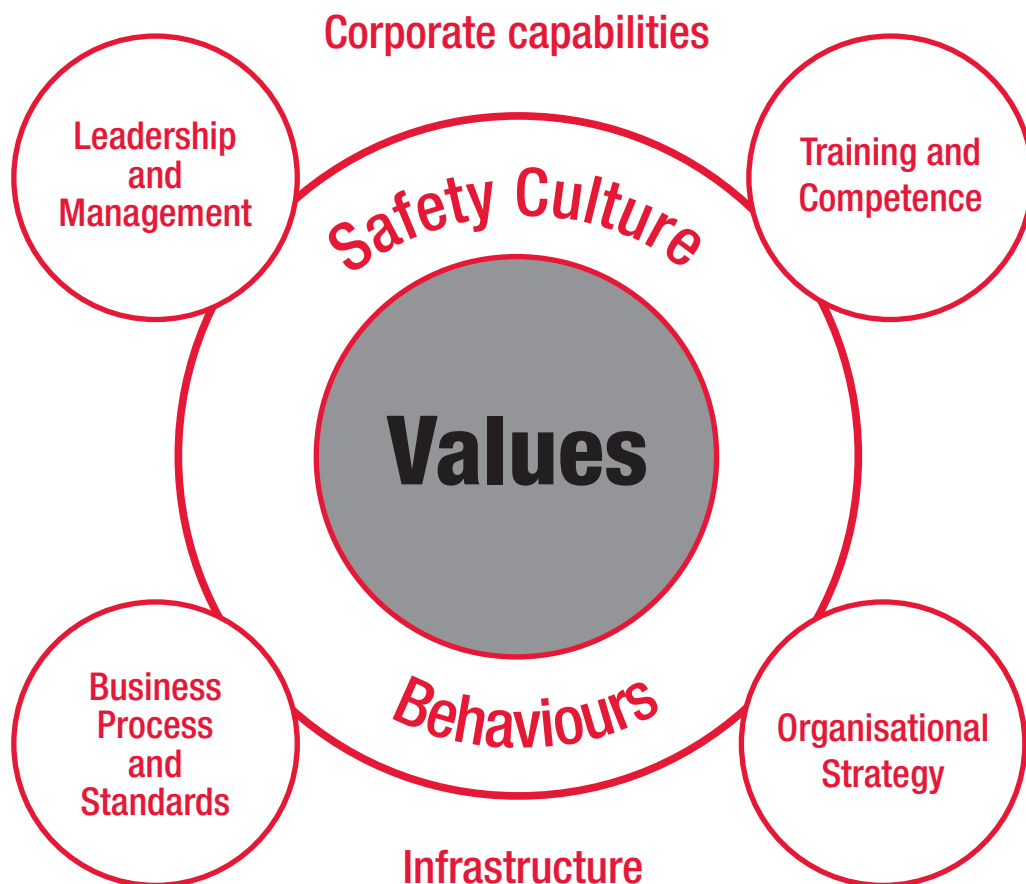 Corporate capabilities
Leadership
and
Management
Training and
Competence
Safety Culture
Values
Behaviours
Business
Process
and
Standards
Organisational
Strategy
Infrastructure